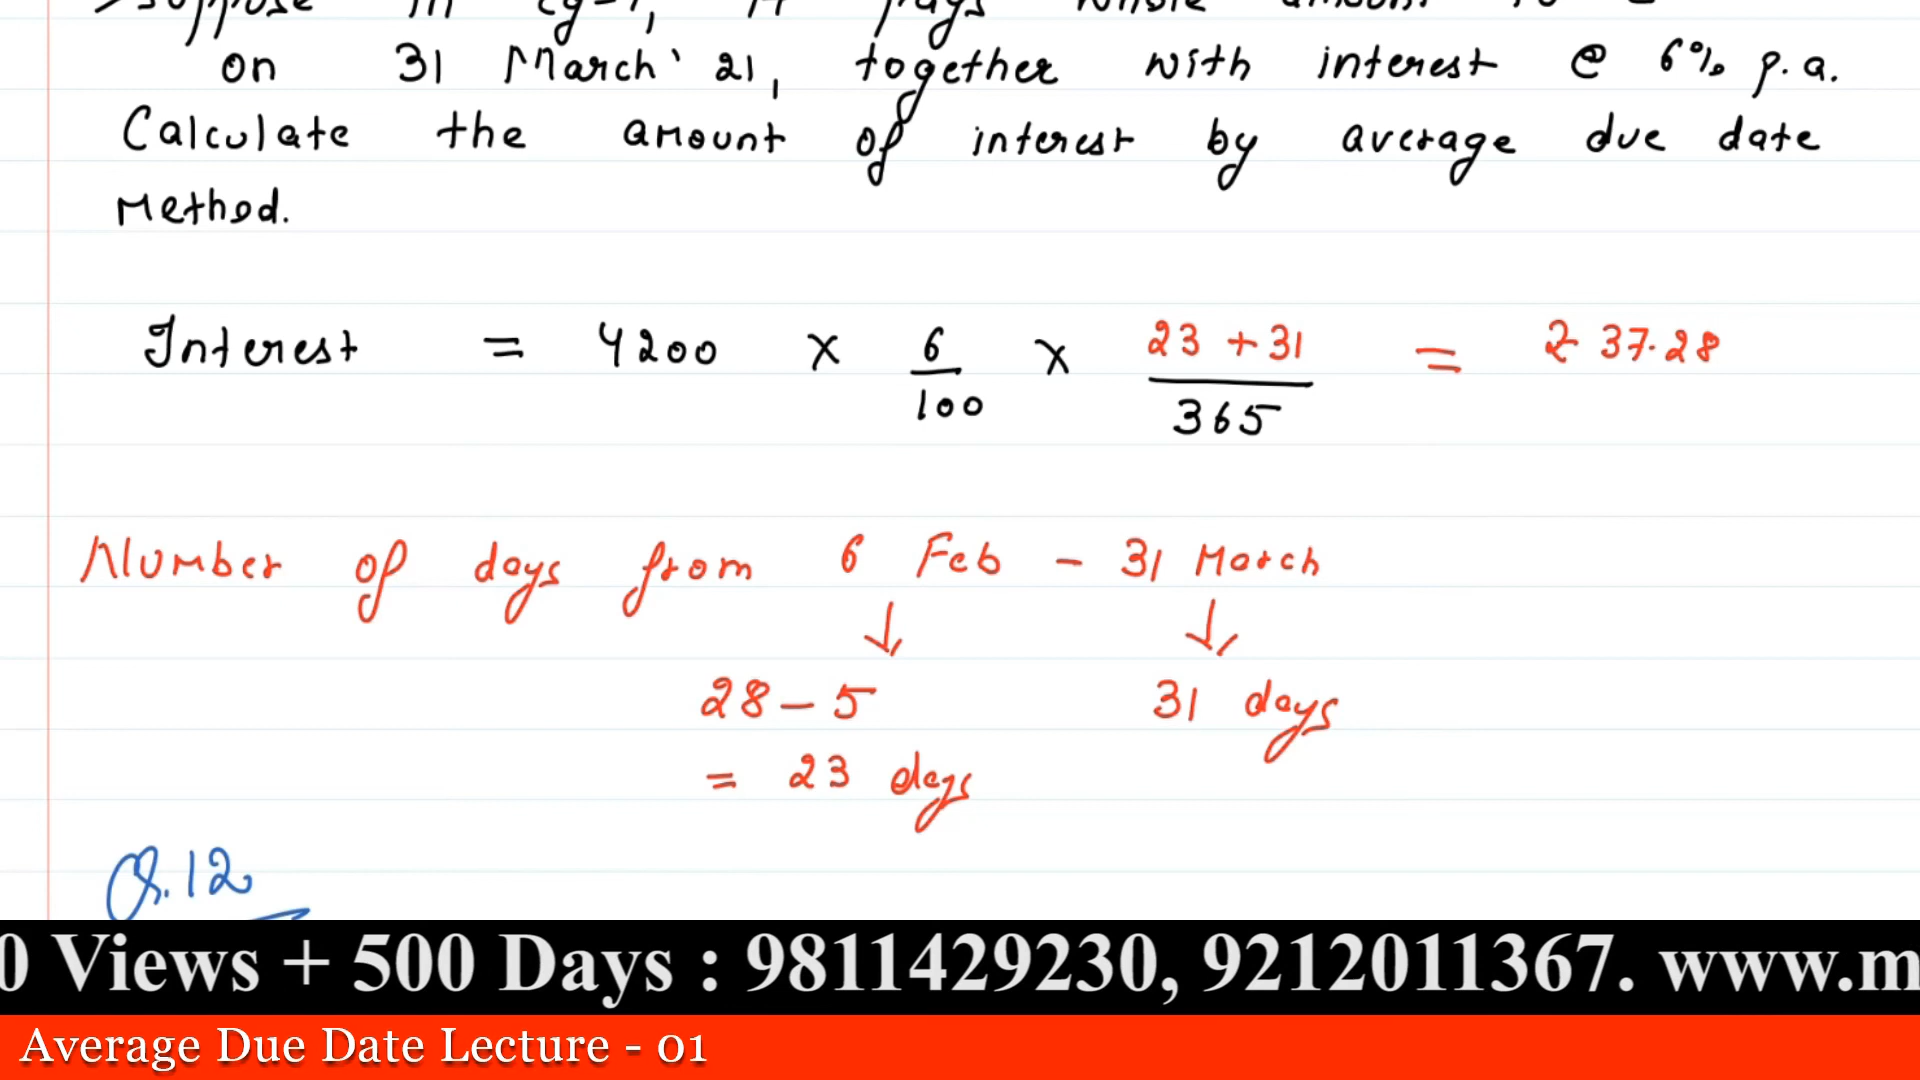 on 31 March' 21, together with interest @ 6% p.a.
Calculate the amount of interest by average due date
Method.
Interest = 4200 × 6/100 × 23 + 31/365 = ₹ 37.28
Number of days from 6 Feb - 31 March
↓ ↓
28 - 5 31 days
= 23 days
Q.12
0 Views + 500 Days : 9811429230, 9212011367. www.m
Average Due Date Lecture - 01